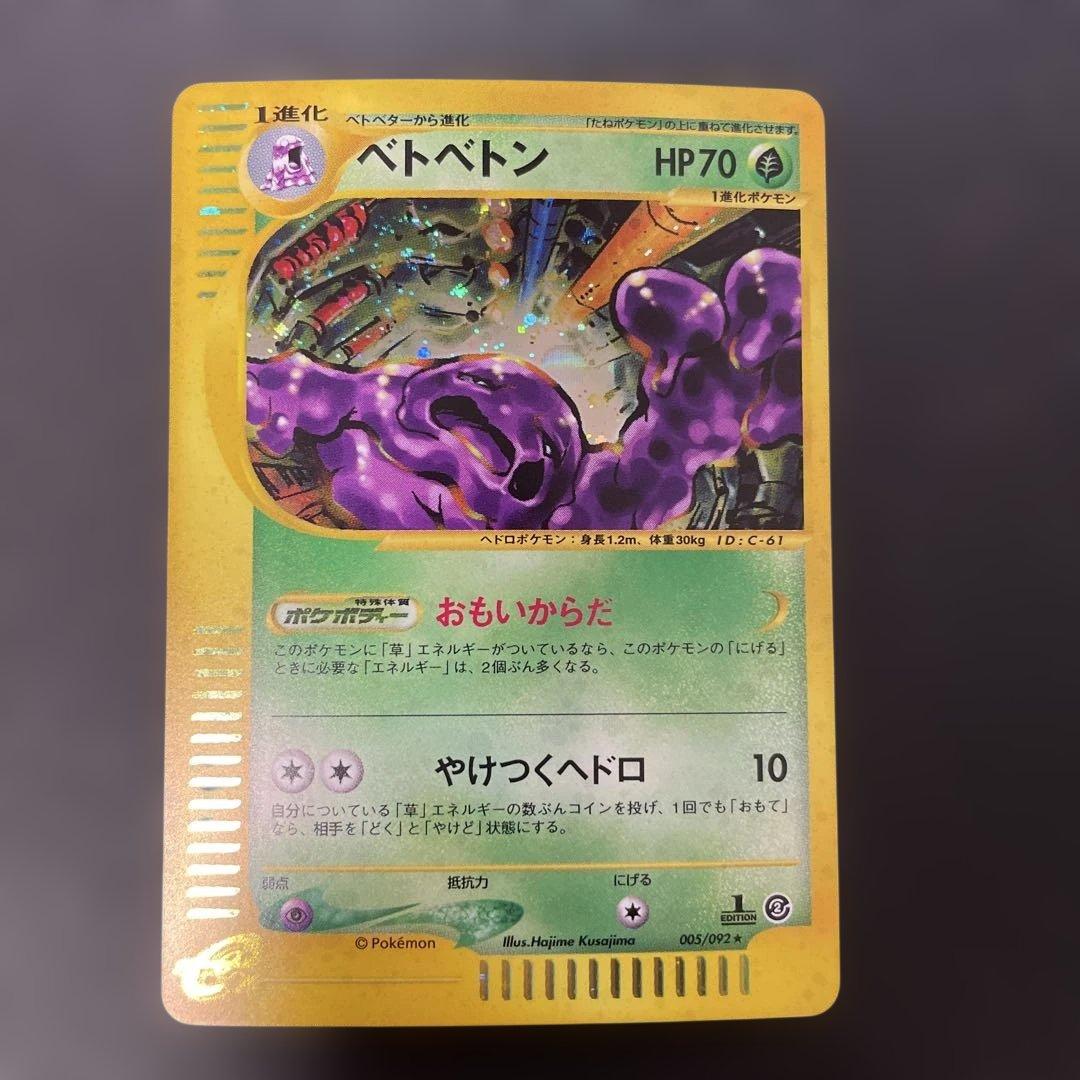 1進化
ベトベターから進化
「たねポケモン」の上に重ねて進化させます。
ベトベトン
HP70
1進化ポケモン
ヘドロポケモン:身長1.2m、体重30kg ID:C-61
特殊体質
ポケボディー
おもいからだ
このポケモンに「草」エネルギーがついているなら、このポケモンの「にげる」
ときに必要な「エネルギー」は、2個ぶん多くなる。
やけつくヘドロ 10
自分についている「草」エネルギーの数ぶんコインを投げ、1回でも「おもて」
なら、相手を「どく」と「やけど」状態にする。
弱点
抵抗力
にげる
1
EDITION
2
© Pokémon
Illus.Hajime Kusajima
005/092★